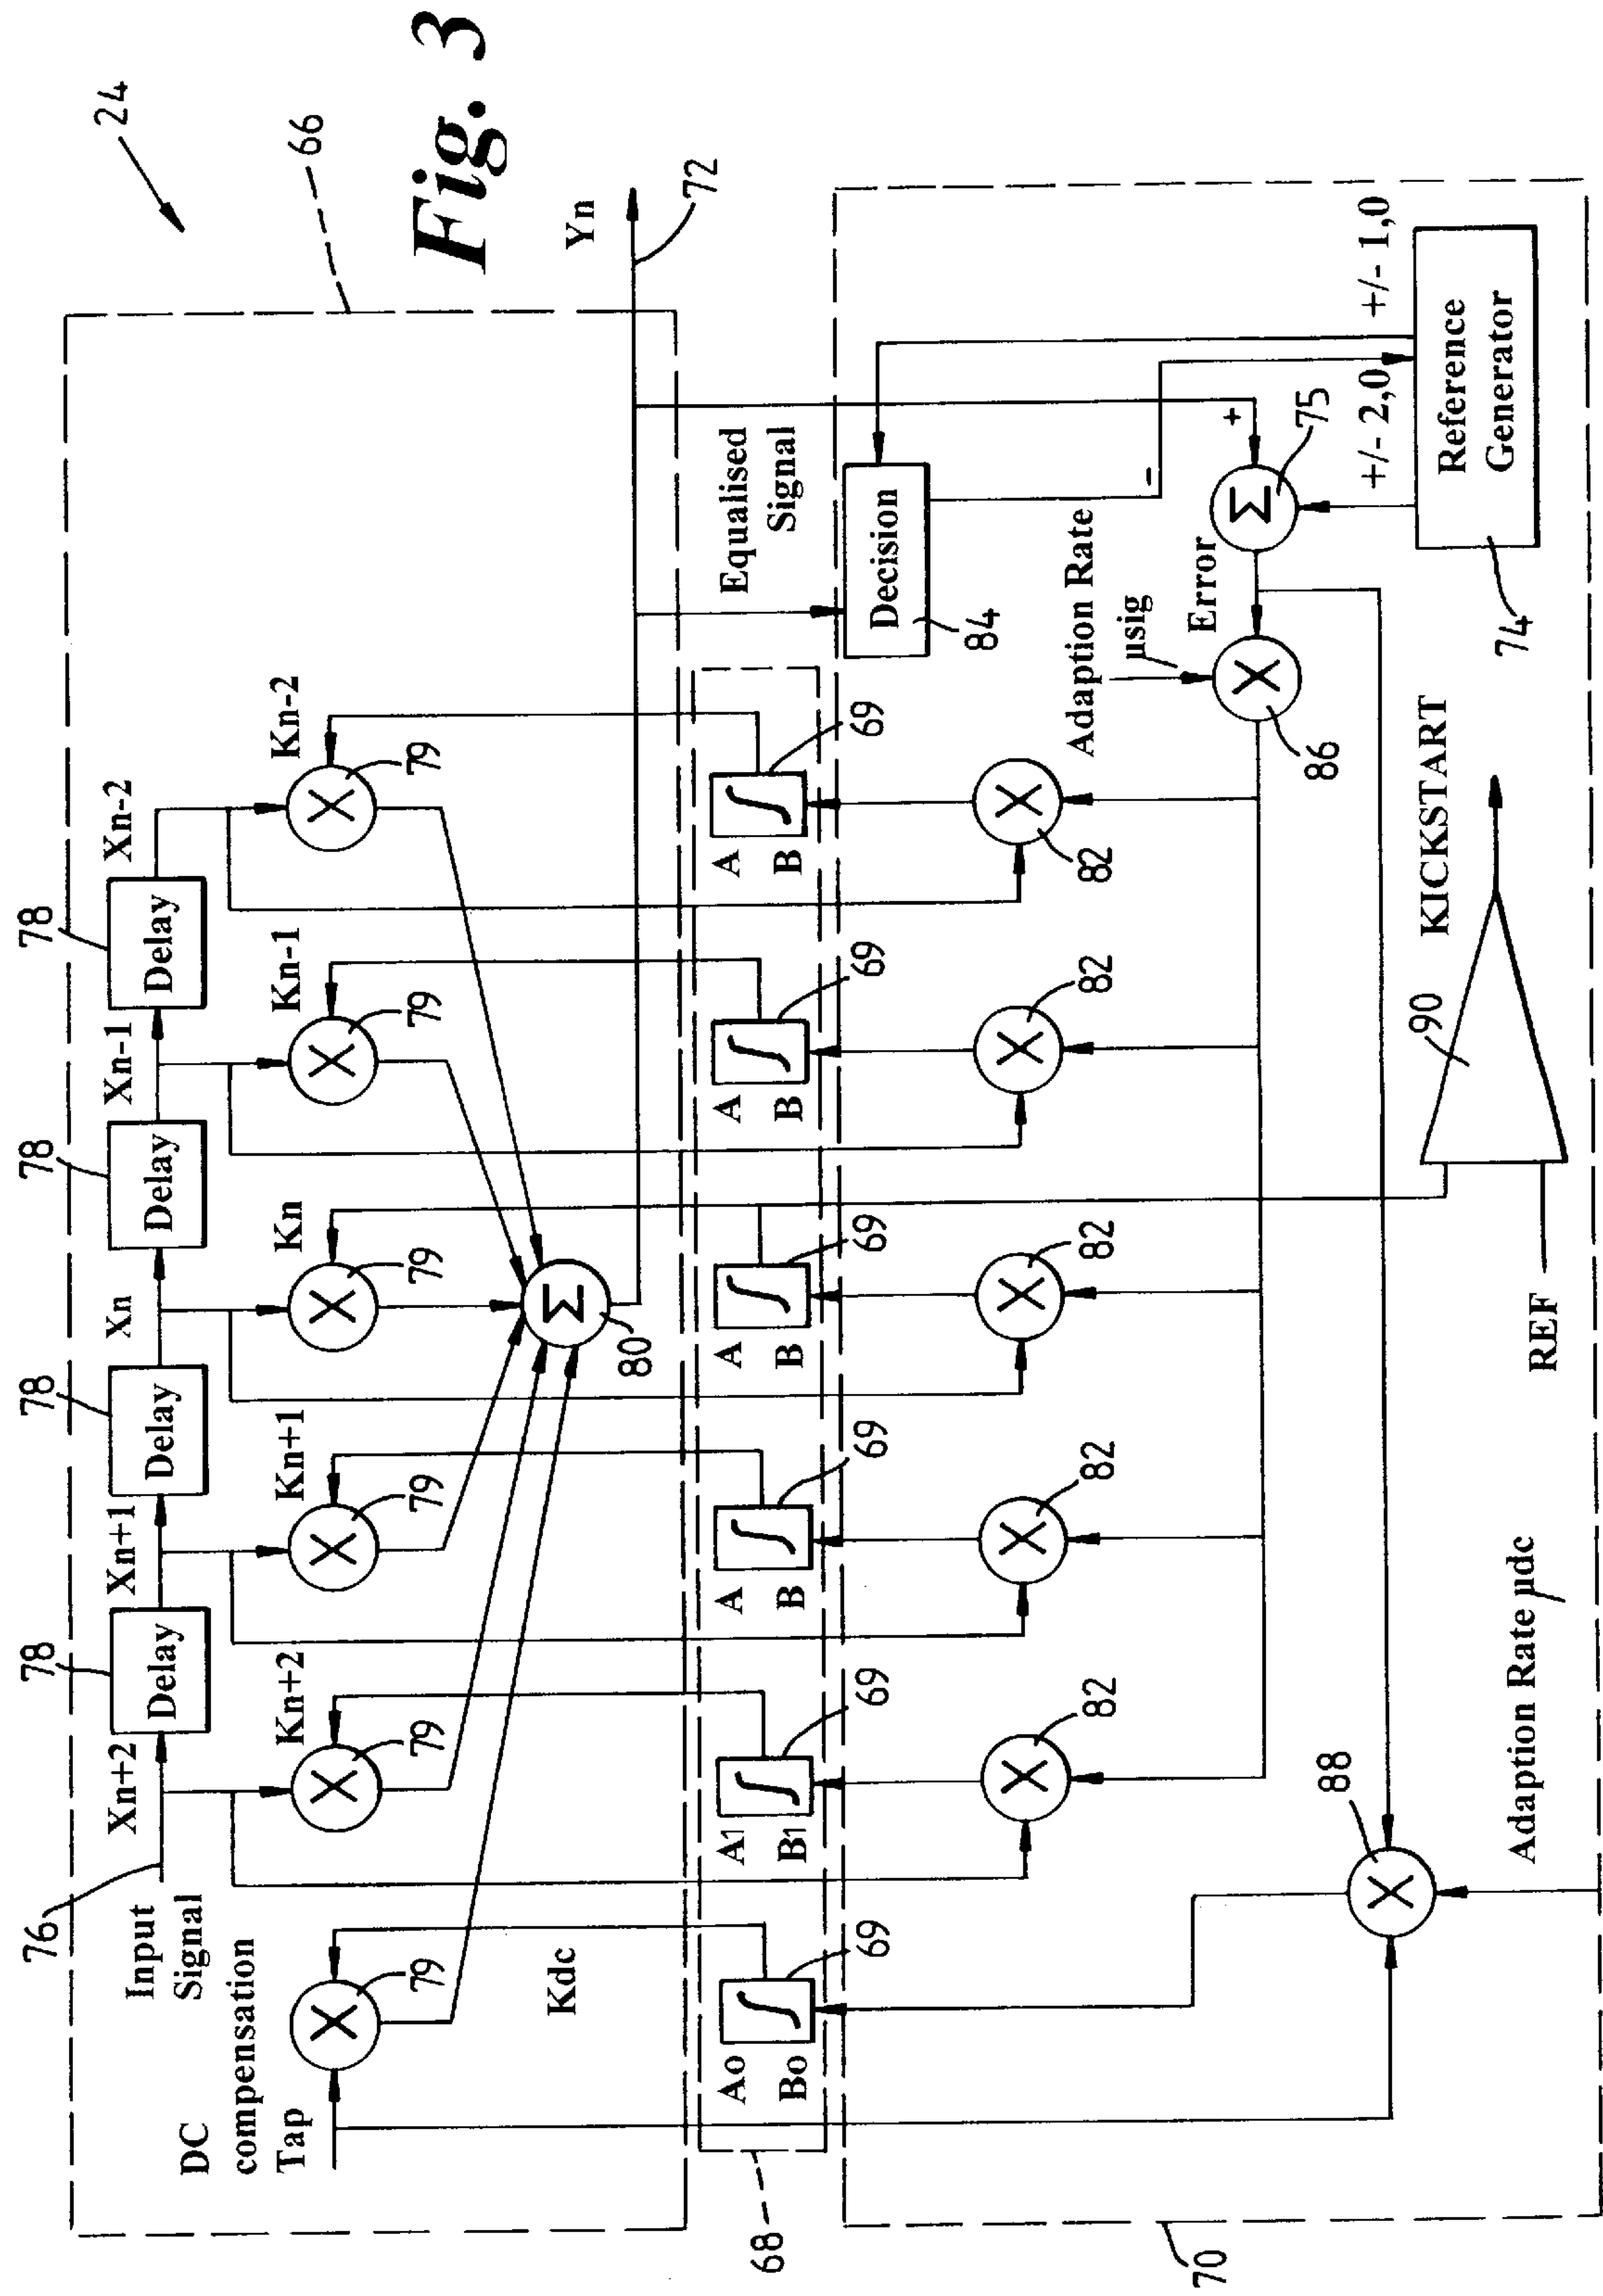 Fig. 3
24
66
72
Yn
78
78
78
78
76
Input
Signal
Xn+2
Delay
Xn+1
Delay
Xn
Delay
Xn-1
Delay
Xn-2
DC
compensation
Tap
Kn+2
Kn+1
Kn
Kn-1
Kn-2
79
79
79
79
79
79
Kdc
Σ
80
Equalised
Signal
68
Ao
Bo
A1
B1
A
B
A
B
A
B
A
B
69
69
69
69
69
69
Decision
84
82
82
82
82
82
Adaption Rate
µsig
Error
86
+
-
Σ
75
+/- 2,0
+/- 1,0
Reference
Generator
74
88
Adaption Rate µdc
REF
90
KICKSTART
70